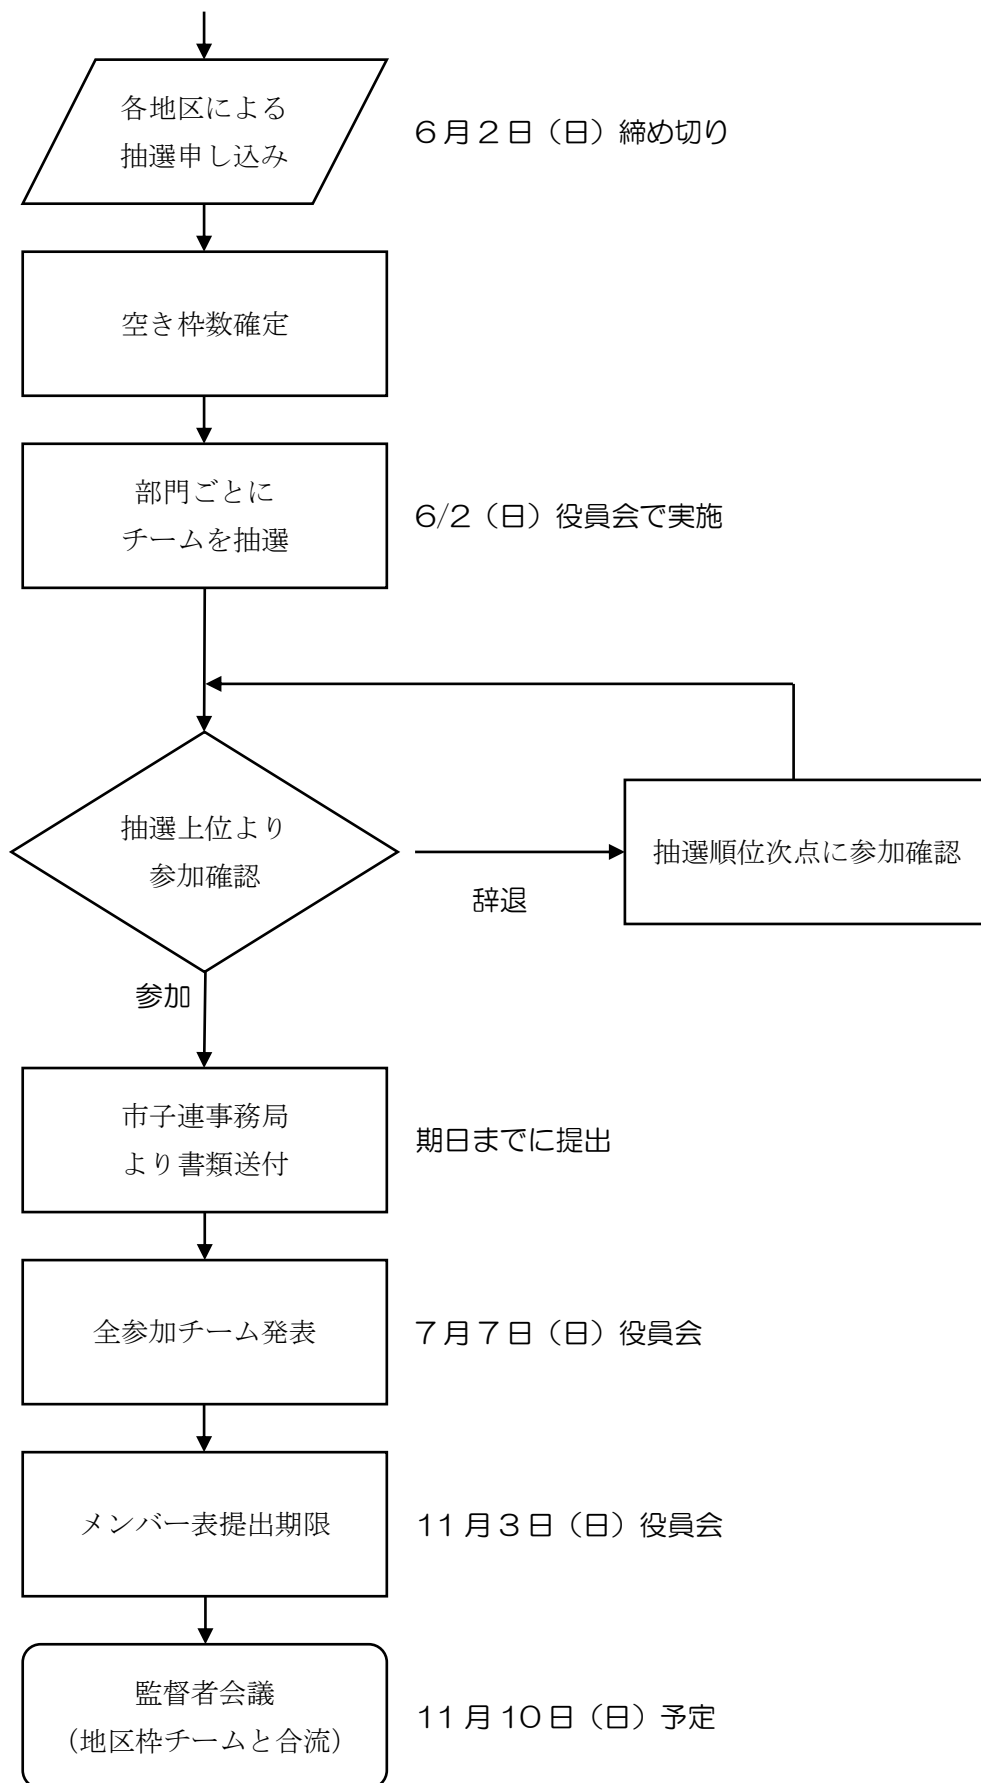 各地区による
抽選申し込み
6月2日（日）締め切り
空き枠数確定
部門ごとに
チームを抽選
6/2（日）役員会で実施
抽選上位より
参加確認
抽選順位次点に参加確認
辞退
参加
市子連事務局
より書類送付
期日までに提出
全参加チーム発表
7月7日（日）役員会
メンバー表提出期限
11月3日（日）役員会
監督者会議
（地区枠チームと合流）
11月10日（日）予定